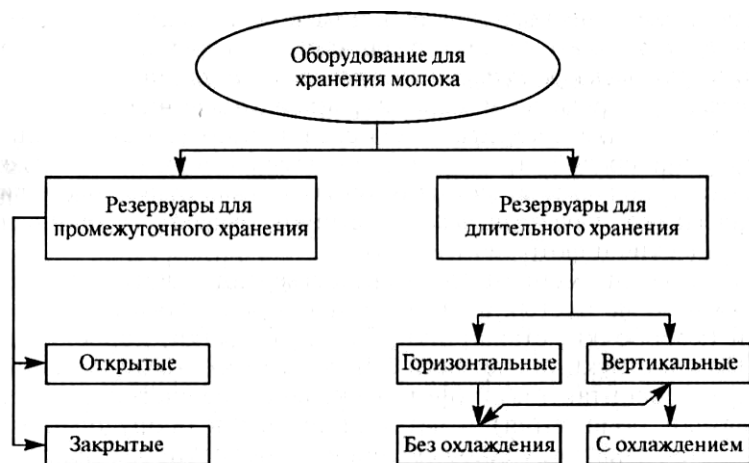 Оборудование для
хранения молока
Резервуары для
промежуточного хранения
Резервуары для
длительного хранения
Открытые
Закрытые
Горизонтальные
Вертикальные
Без охлаждения
С охлаждением